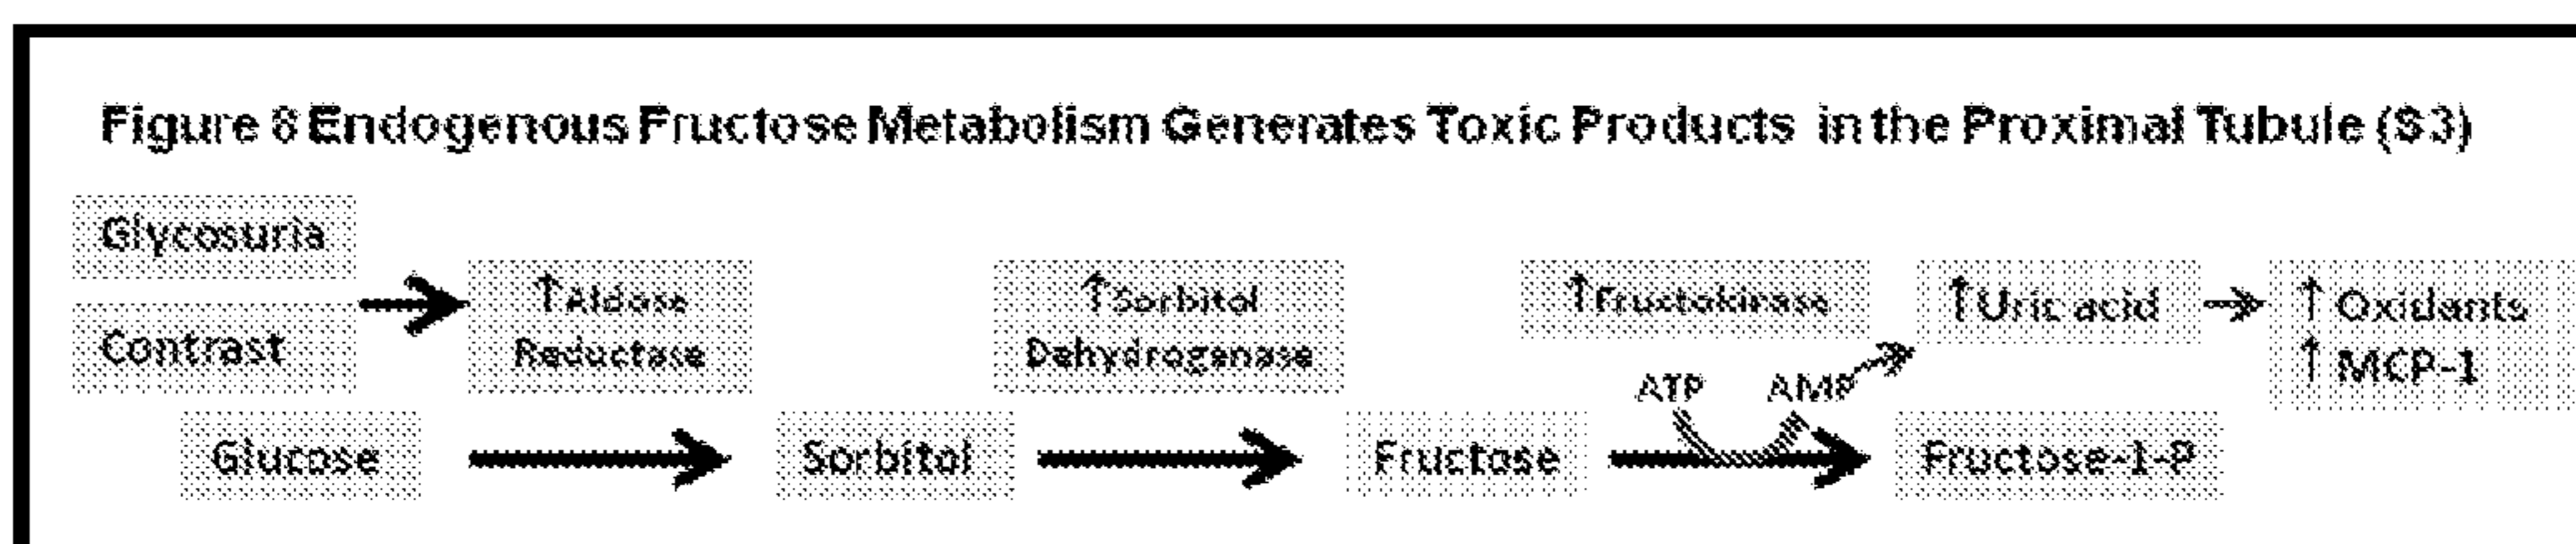 Figure 8 Endogenous Fructose Metabolism Generates Toxic Products in the Proximal Tubule (S3)
Glycosuria
Contrast
↑Aldose
Reductase
↑Sorbitol
Dehydrogenase
↑Fructokinase
↑Uric acid
↑ Oxidants
↑ MCP-1
ATP AMP
Glucose
Sorbitol
Fructose
Fructose-1-P